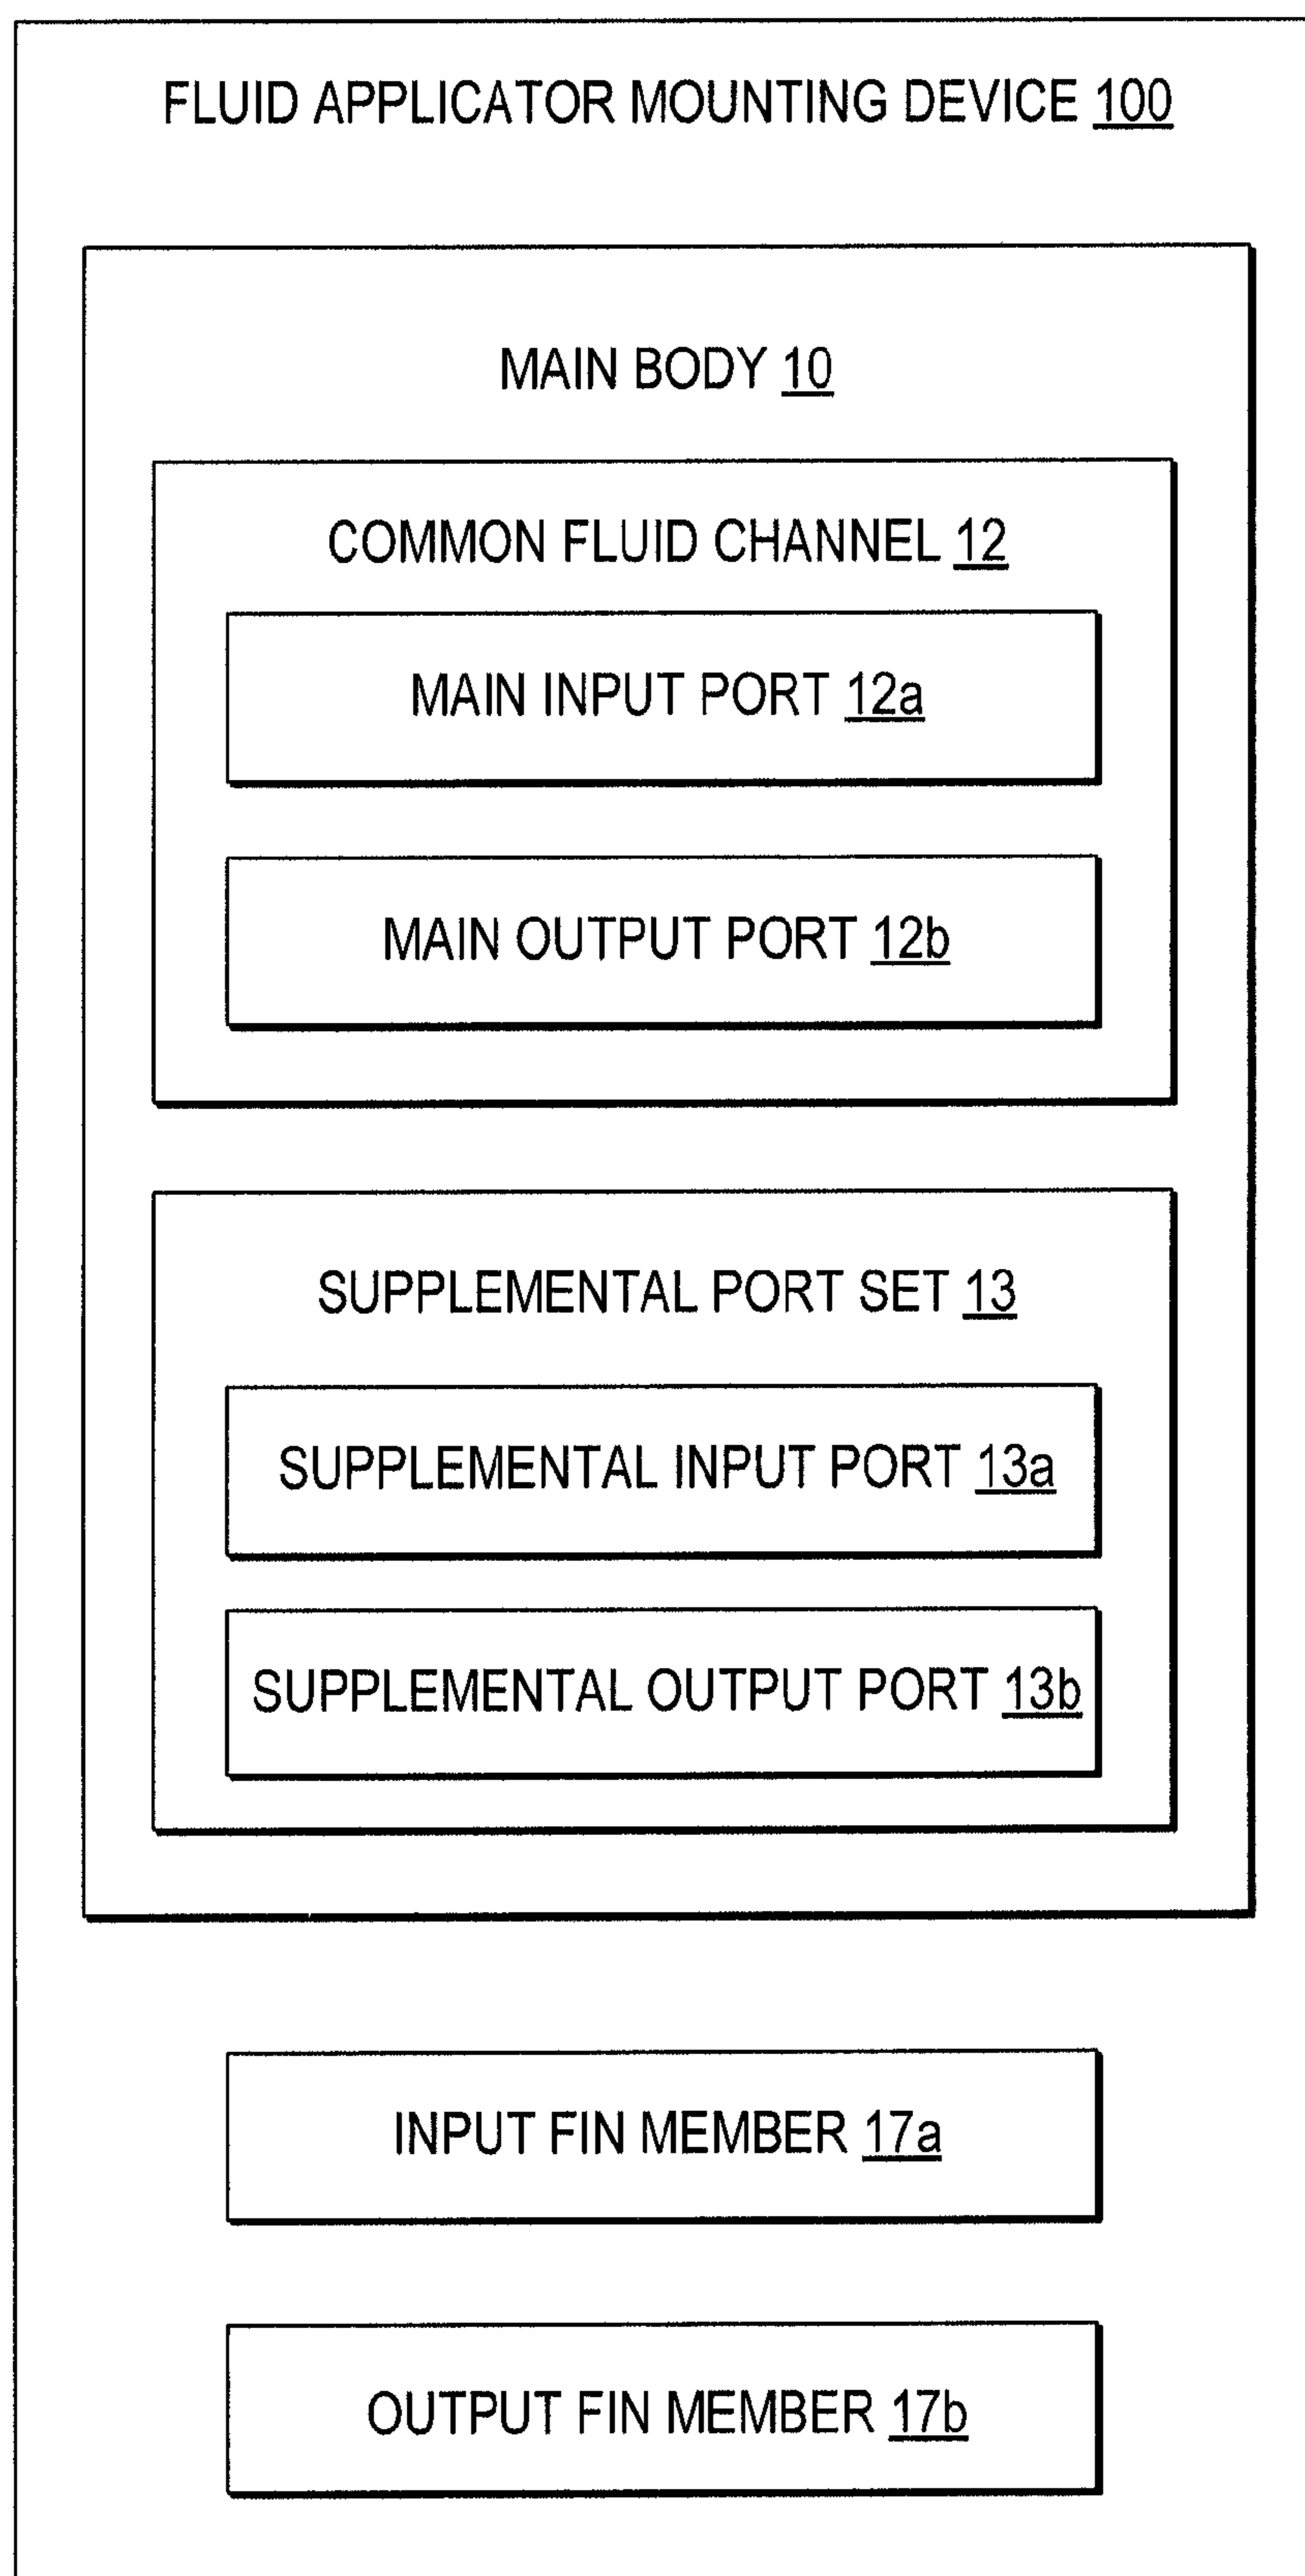 FLUID APPLICATOR MOUNTING DEVICE 100
MAIN BODY 10
COMMON FLUID CHANNEL 12
MAIN INPUT PORT 12a
MAIN OUTPUT PORT 12b
SUPPLEMENTAL PORT SET 13
SUPPLEMENTAL INPUT PORT 13a
SUPPLEMENTAL OUTPUT PORT 13b
INPUT FIN MEMBER 17a
OUTPUT FIN MEMBER 17b